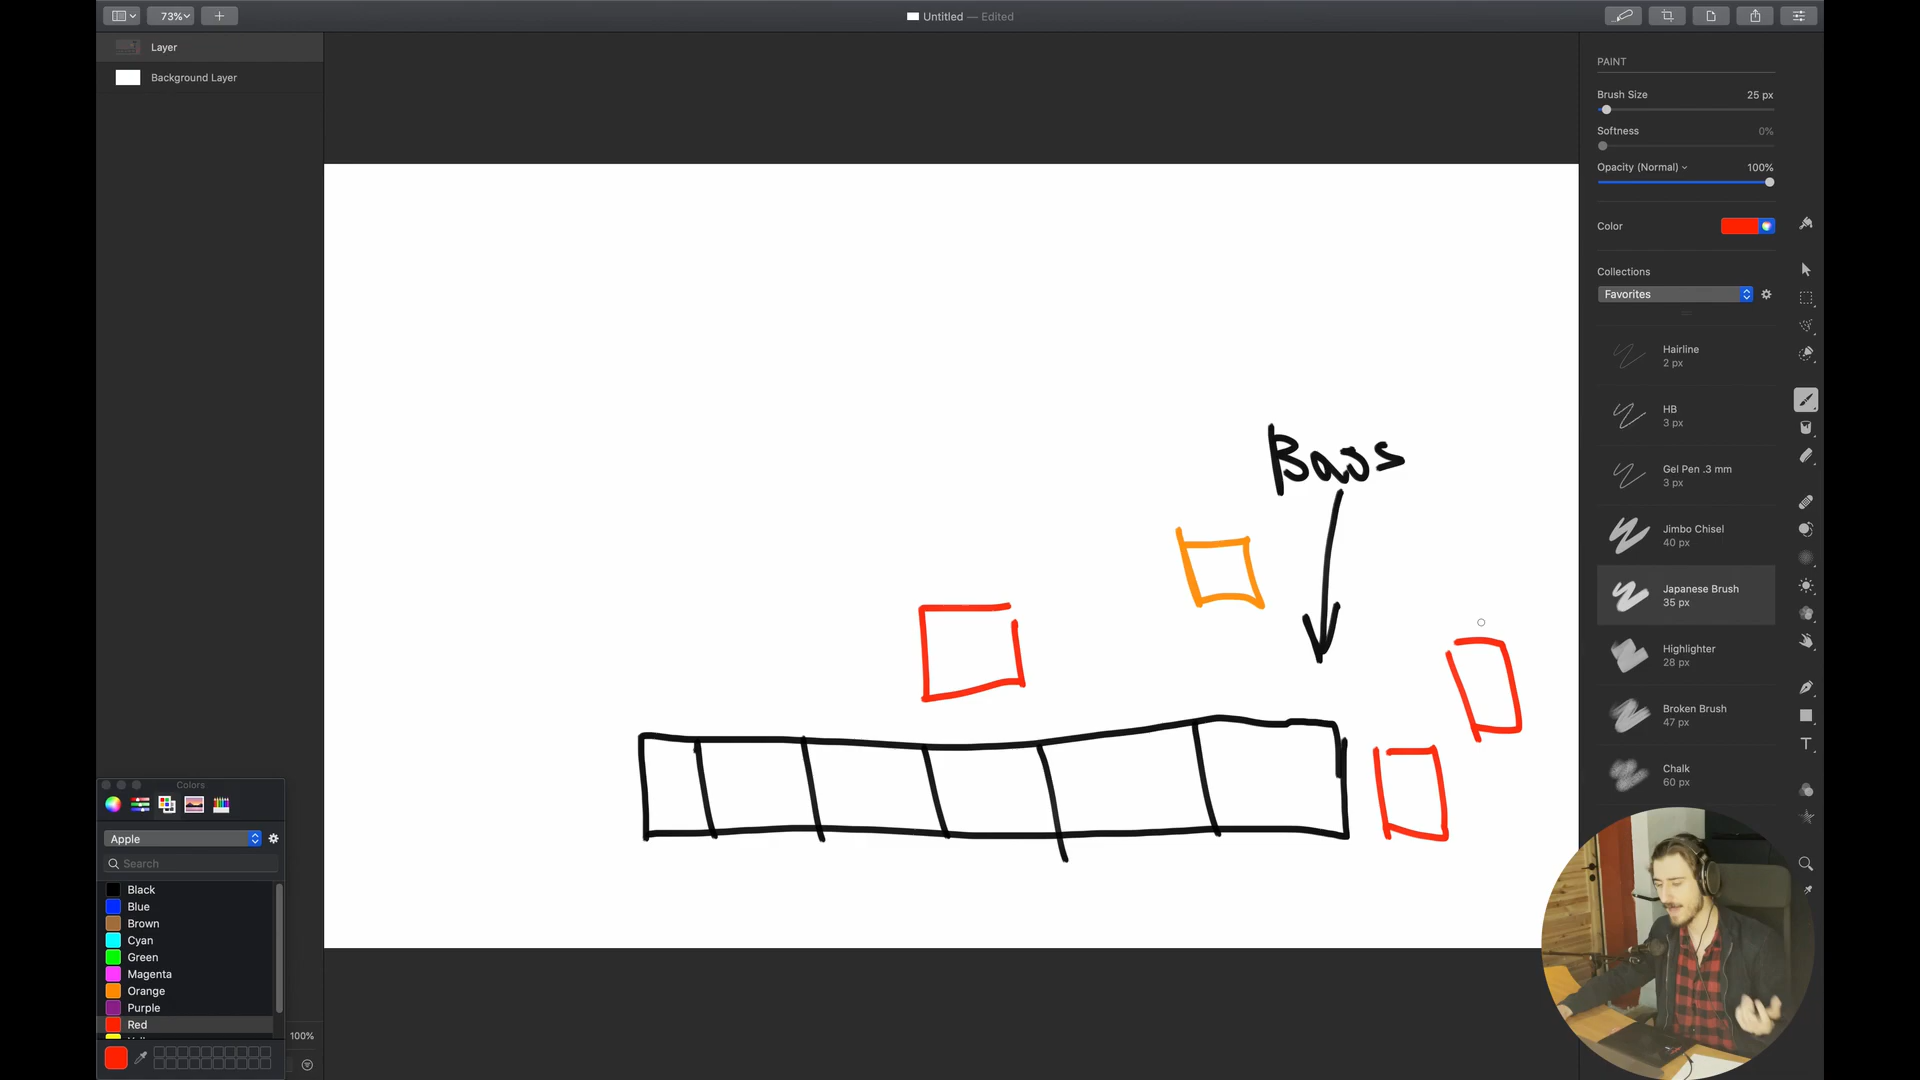 73%
Untitled — Edited
Layer
Background Layer
PAINT
Brush Size 25 px
Softness 0%
Opacity (Normal) 100%
Color
Collections
Favorites
Hairline
2 px
HB
3 px
Gel Pen .3 mm
3 px
Jimbo Chisel
40 px
Japanese Brush
35 px
Highlighter
28 px
Broken Brush
47 px
Chalk
60 px
Colors
Apple
Search
Black
Blue
Brown
Cyan
Green
Magenta
Orange
Purple
Red
100%